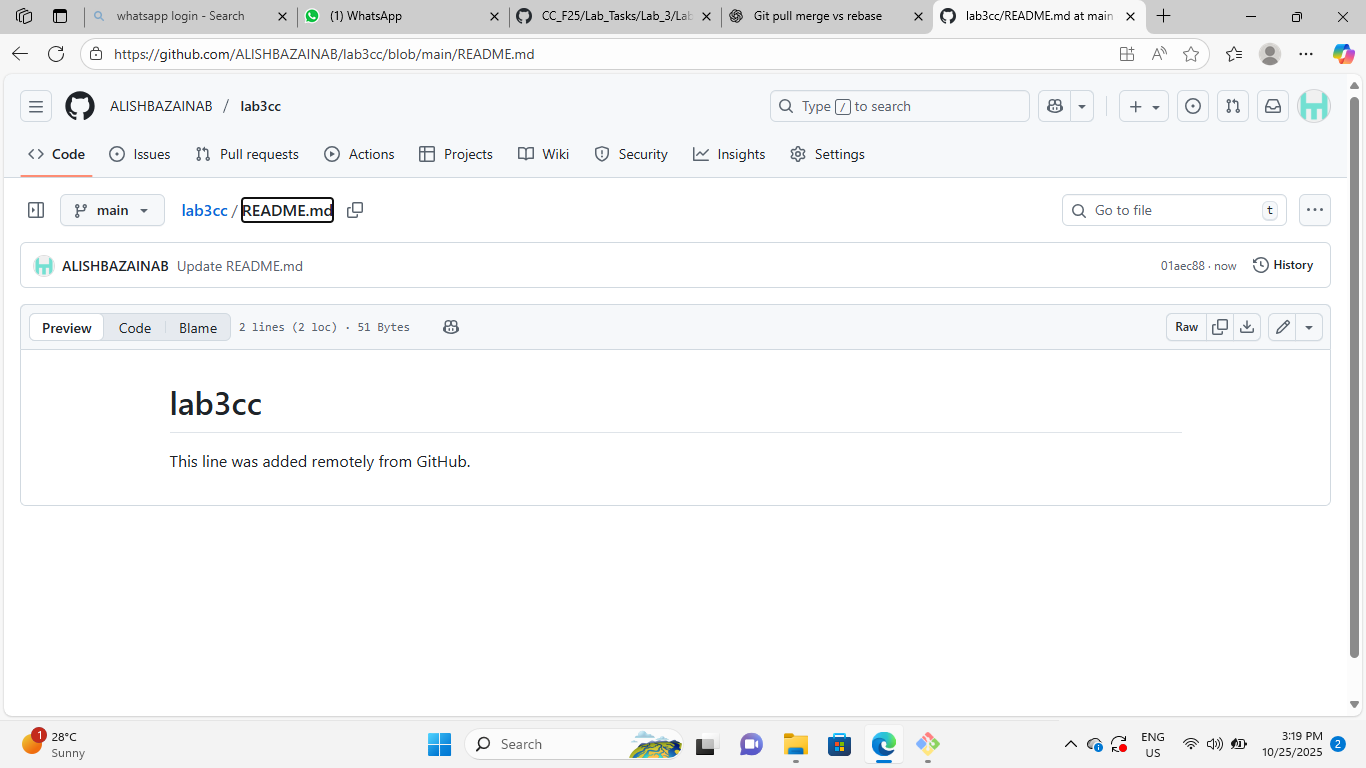 whatsapp login - Search
(1) WhatsApp
CC_F25/Lab_Tasks/Lab_3/Lab
Git pull merge vs rebase
lab3cc/README.md at main
https://github.com/ALISHBAZAINAB/lab3cc/blob/main/README.md
ALISHBAZAINAB / lab3cc
Type / to search
Code
Issues
Pull requests
Actions
Projects
Wiki
Security
Insights
Settings
main
lab3cc / README.md
Go to file
t
ALISHBAZAINAB Update README.md
01aec88 · now
History
Preview
Code
Blame
2 lines (2 loc) · 51 Bytes
Raw
lab3cc
This line was added remotely from GitHub.
1
28°C
Sunny
Search
ENG
US
3:19 PM
10/25/2025
2